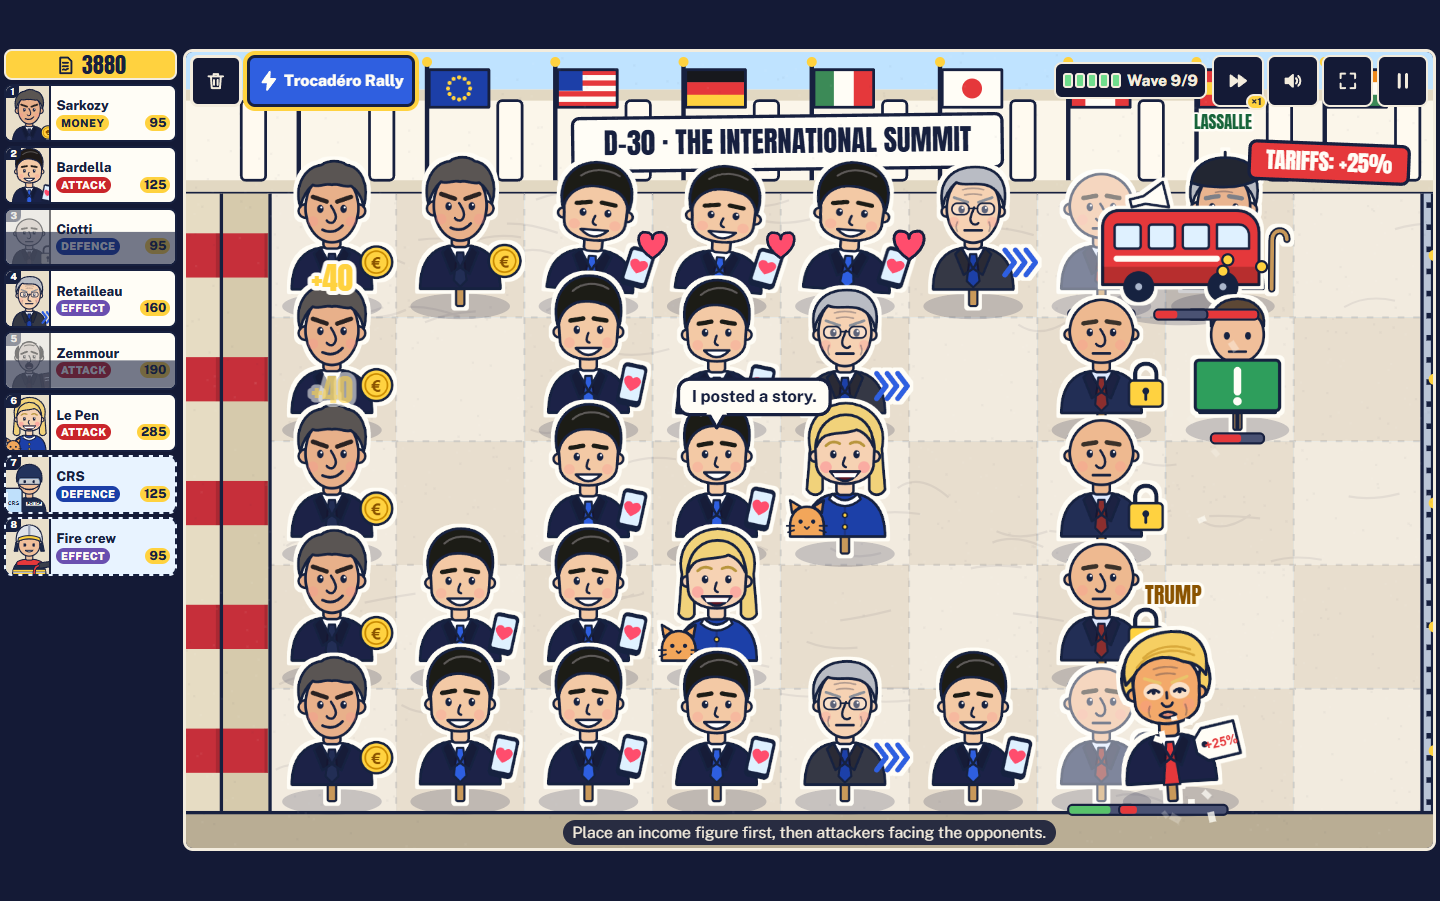 3880
Trocadéro Rally
Wave 9/9
×1
1
Sarkozy
MONEY 95
2
Bardella
ATTACK 125
3
Ciotti
DEFENCE 95
4
Retailleau
EFFECT 160
5
Zemmour
ATTACK 190
6
Le Pen
ATTACK 285
7
CRS
DEFENCE 125
CRS
8
Fire crew
EFFECT 95
D-30 · THE INTERNATIONAL SUMMIT
LASSALLE
TARIFFS: +25%
+40
+40
I posted a story.
!
TRUMP
+25%
€
€
€
€
€
€
Place an income figure first, then attackers facing the opponents.